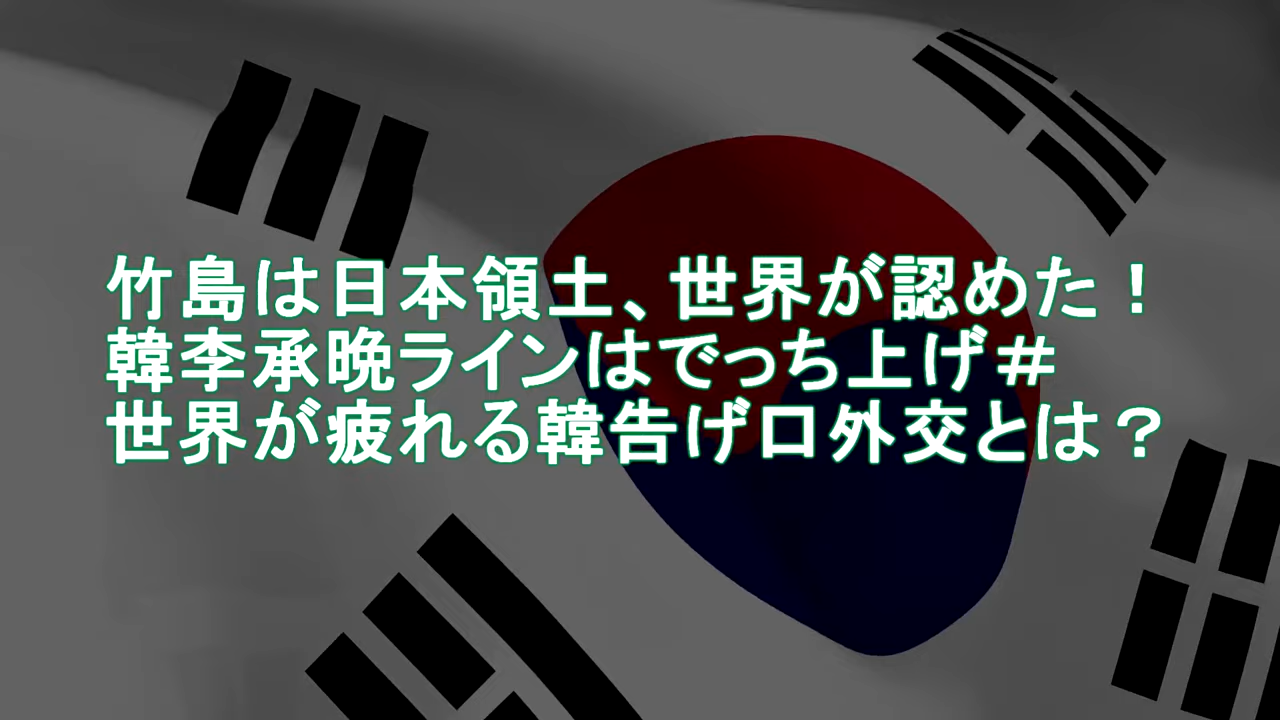 竹島は日本領土、世界が認めた！
韓李承晩ラインはでっち上げ＃
世界が疲れる韓告げ口外交とは？